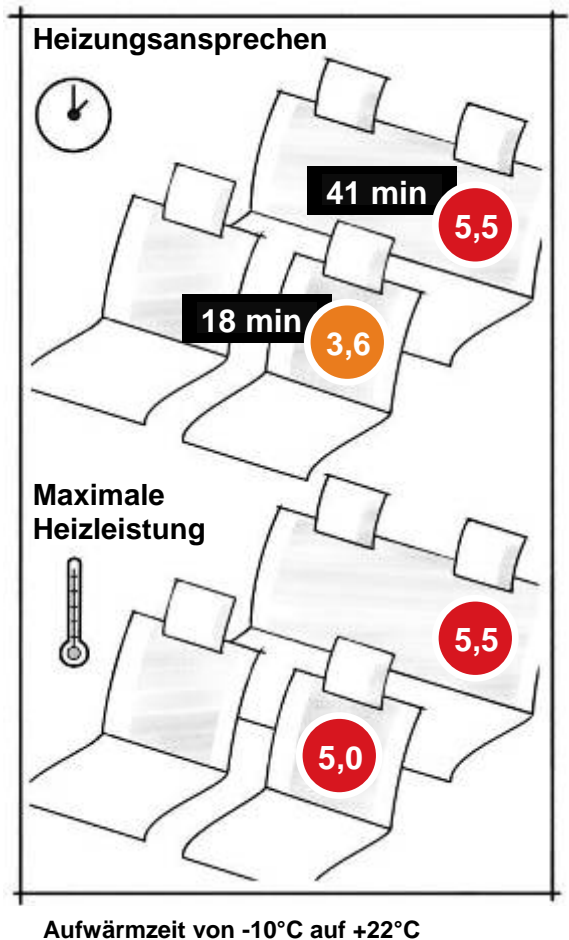 Heizungsansprechen
41 min
5,5
18 min
3,6
Maximale
Heizleistung
5,5
5,0
Aufwärmzeit von -10°C auf +22°C